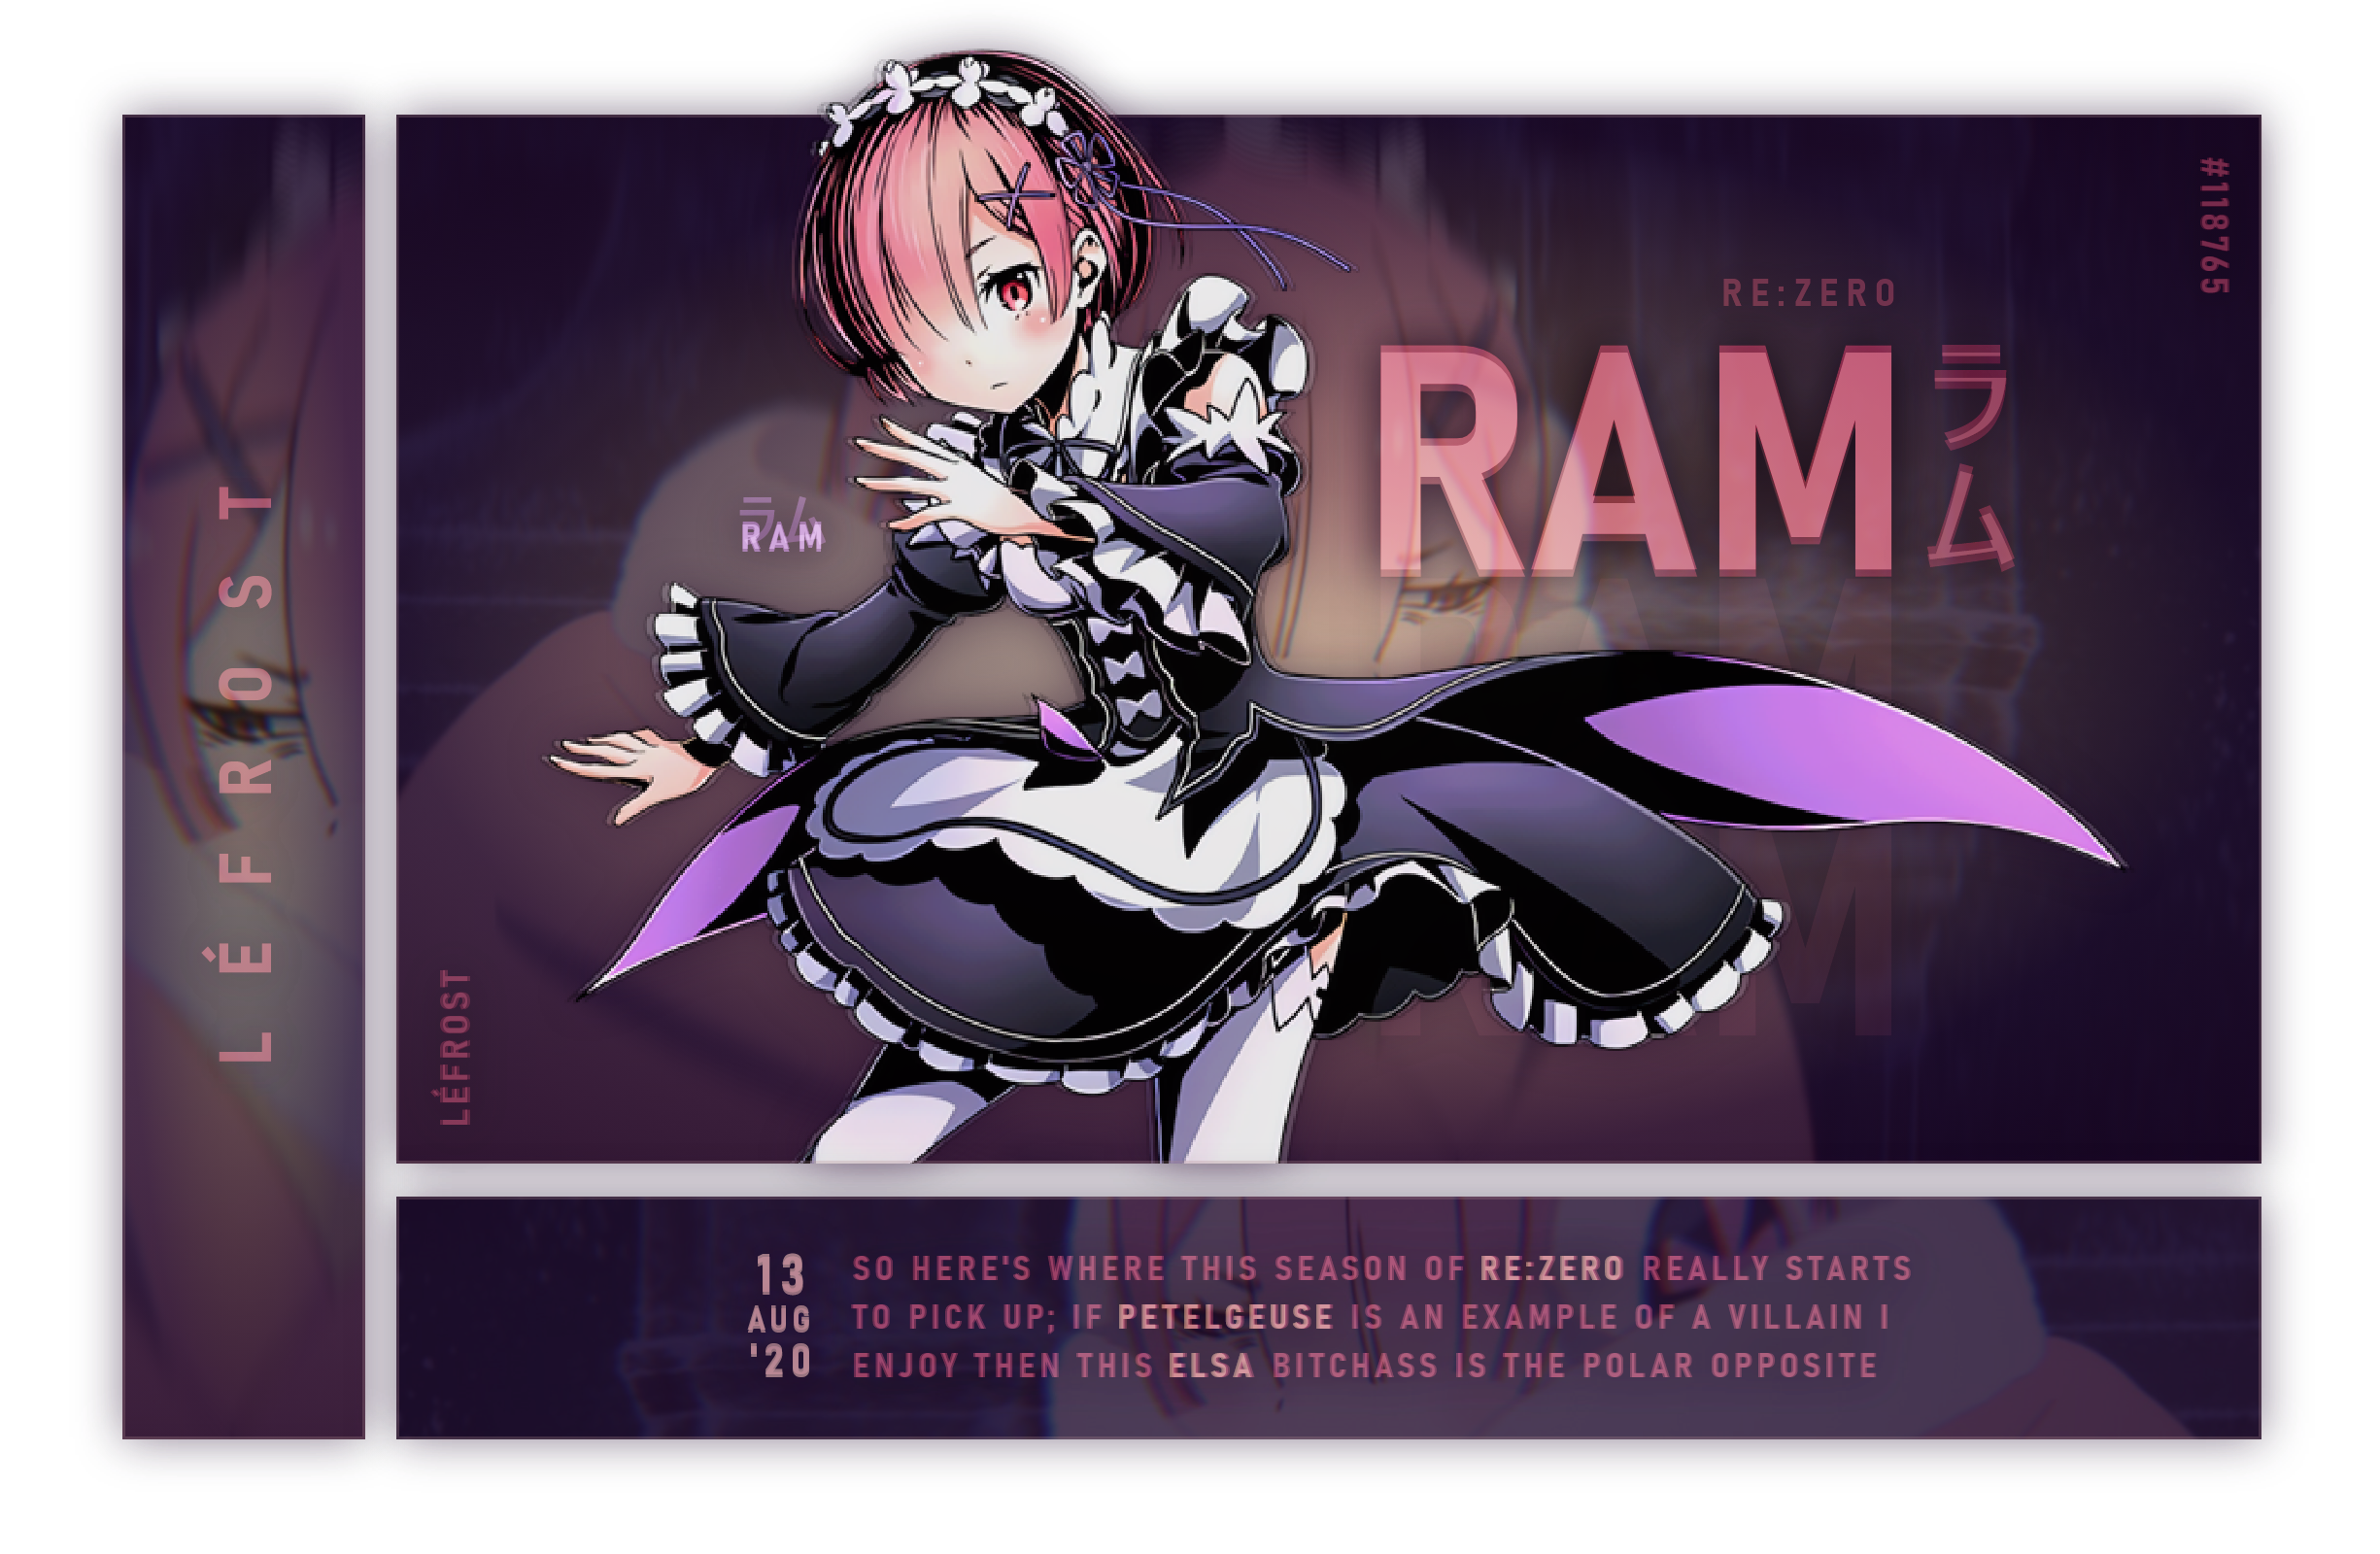 LÉFROST
#118765
RE:ZERO
RAM
ラム
ラム
RAM
LÉFROST
13
AUG
'20
SO HERE'S WHERE THIS SEASON OF RE:ZERO REALLY STARTS
TO PICK UP; IF PETELGEUSE IS AN EXAMPLE OF A VILLAIN I
ENJOY THEN THIS ELSA BITCHASS IS THE POLAR OPPOSITE